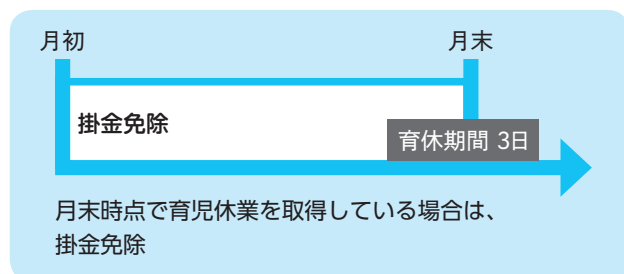 月初
月末
掛金免除
育休期間 3日
月末時点で育児休業を取得している場合は、
掛金免除